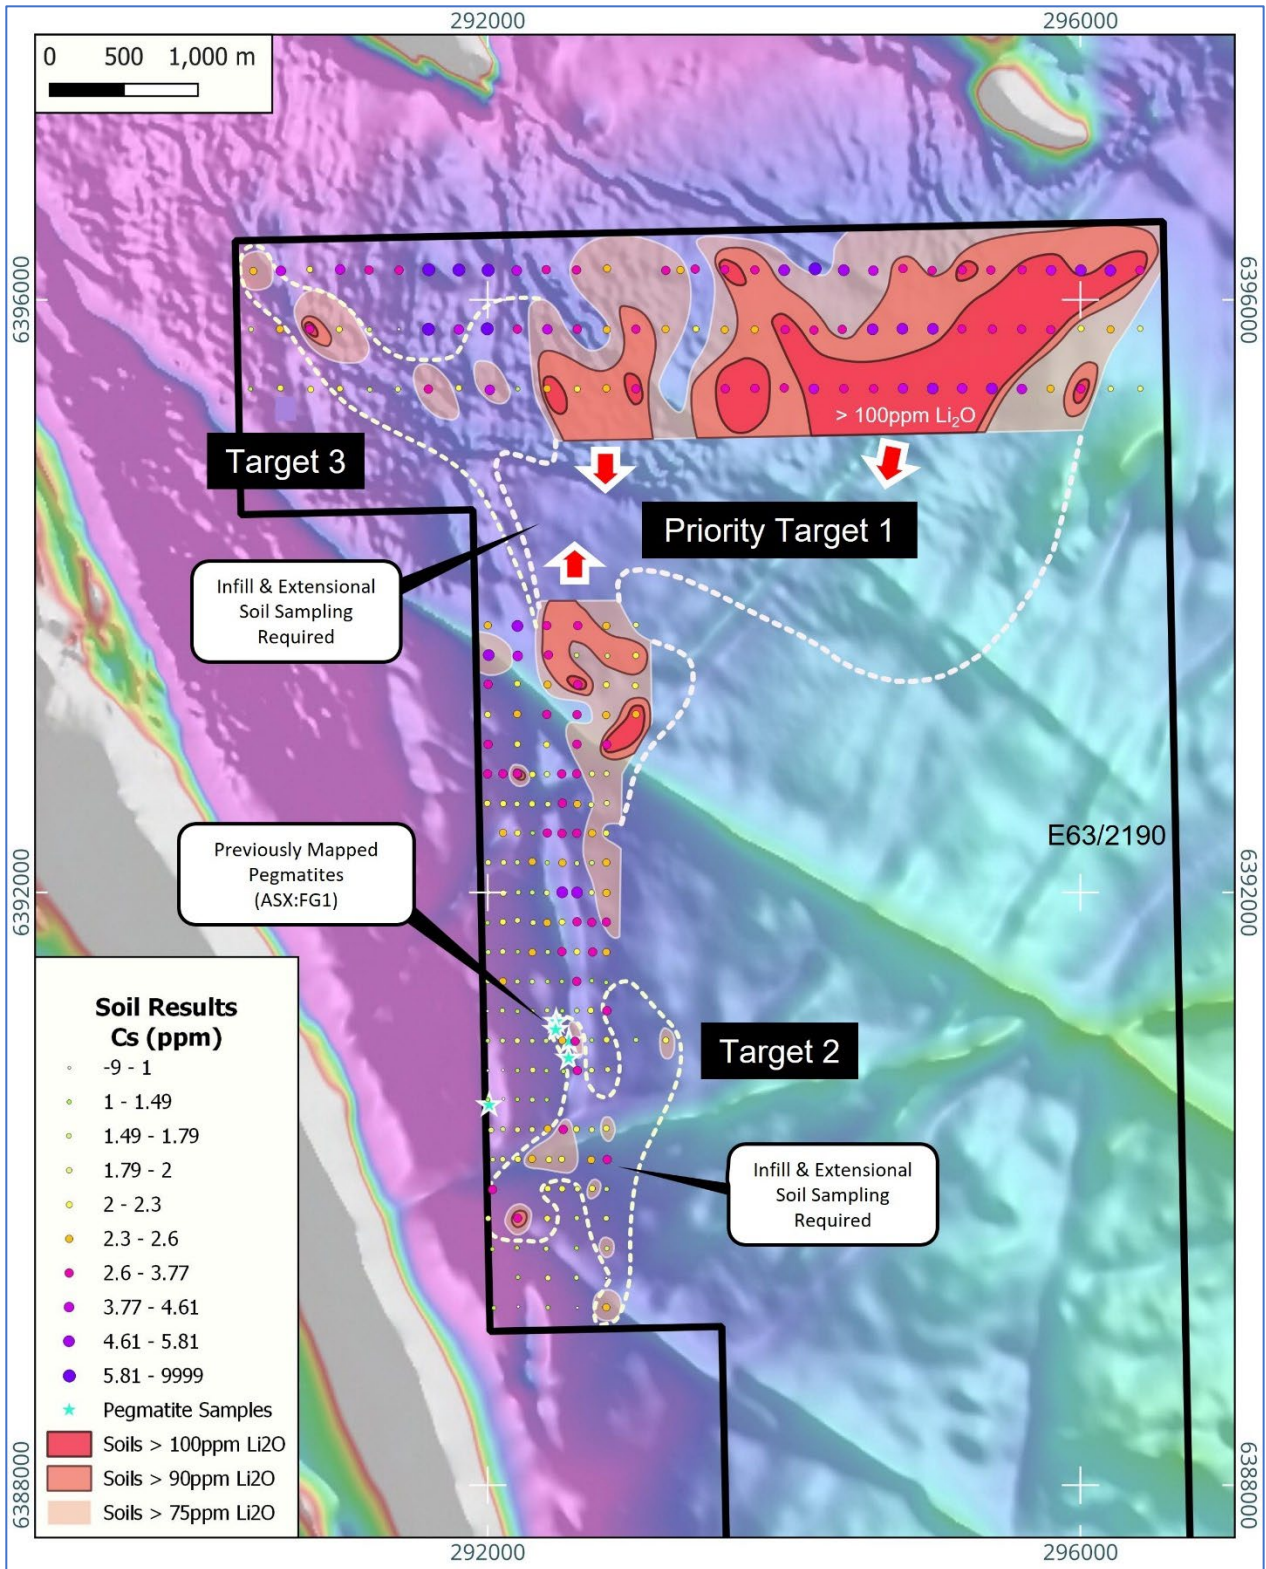 292000
296000
0 500 1,000 m
6396000
6396000
> 100ppm Li₂O
Target 3
Priority Target 1
Infill & Extensional
Soil Sampling
Required
E63/2190
Previously Mapped
Pegmatites
(ASX:FG1)
6392000
6392000
Target 2
Infill & Extensional
Soil Sampling
Required
Soil Results
Cs (ppm)
-9 - 1
1 - 1.49
1.49 - 1.79
1.79 - 2
2 - 2.3
2.3 - 2.6
2.6 - 3.77
3.77 - 4.61
4.61 - 5.81
5.81 - 9999
Pegmatite Samples
Soils > 100ppm Li2O
Soils > 90ppm Li2O
Soils > 75ppm Li2O
6388000
6388000
292000
296000